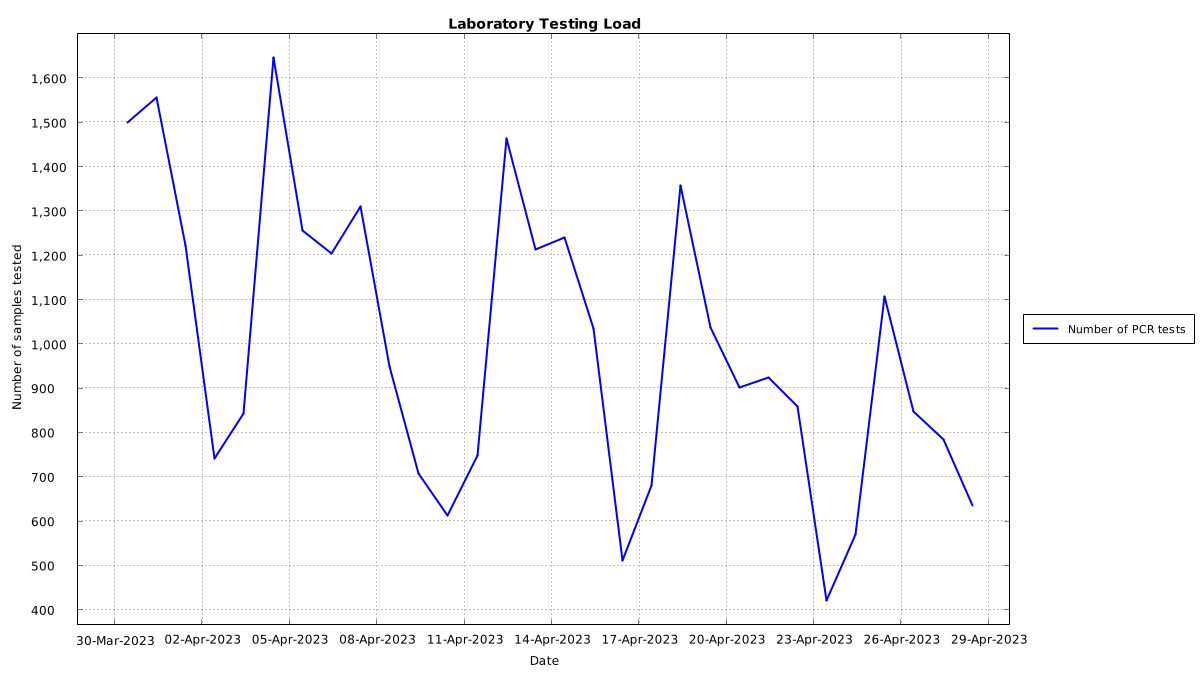 Laboratory Testing Load
Number of samples tested
1,600
1,500
1,400
1,300
1,200
1,100
1,000
900
800
700
600
500
400
30-Mar-2023 02-Apr-2023 05-Apr-2023 08-Apr-2023 11-Apr-2023 14-Apr-2023 17-Apr-2023 20-Apr-2023 23-Apr-2023 26-Apr-2023 29-Apr-2023
Date
Number of PCR tests